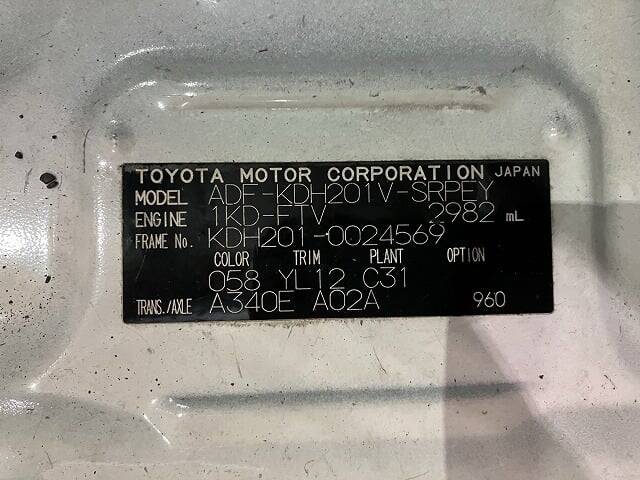 TOYOTA MOTOR CORPORATION JAPAN
MODEL ADF-KDH201V-SRPEY
ENGINE 1KD-FTV 2982 mL
FRAME No. KDH201-0024569
COLOR TRIM PLANT OPTION
058 YL12 C31
TRANS./AXLE A340E A02A 960